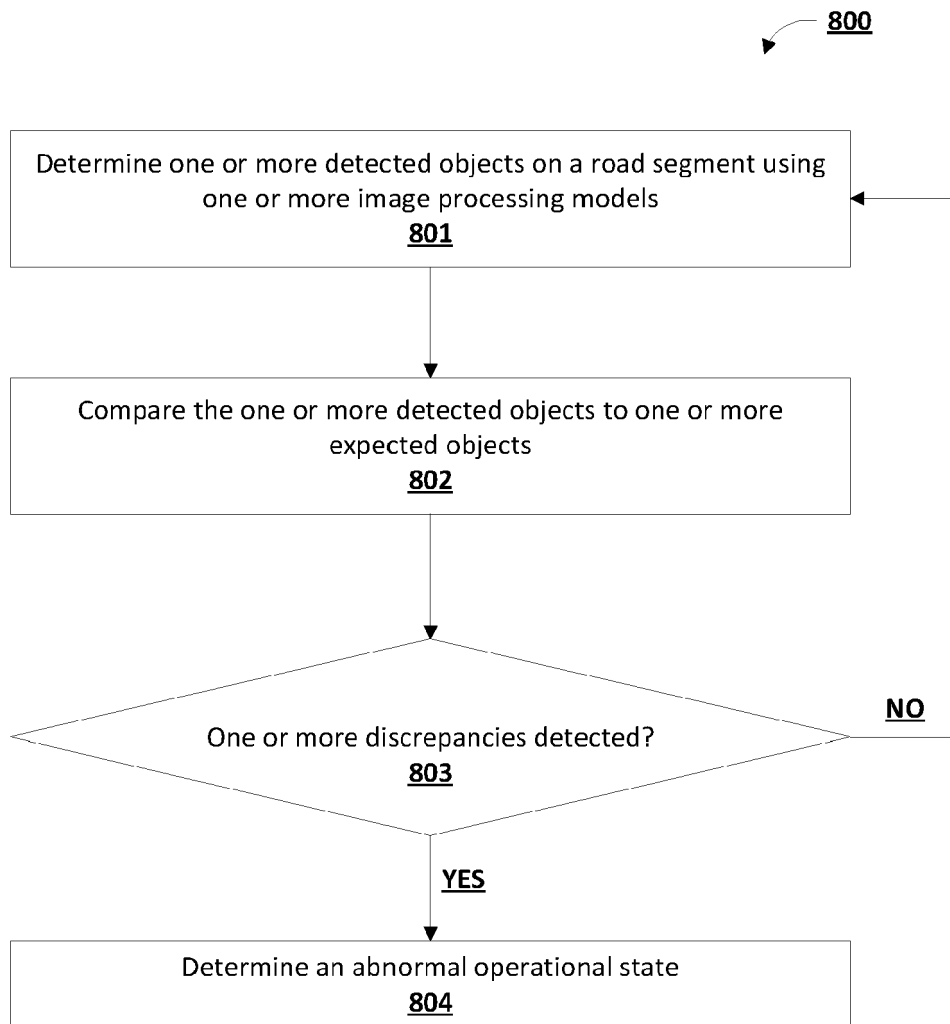 800
Determine one or more detected objects on a road segment using
one or more image processing models
801
Compare the one or more detected objects to one or more
expected objects
802
One or more discrepancies detected?
803
NO
YES
Determine an abnormal operational state
804